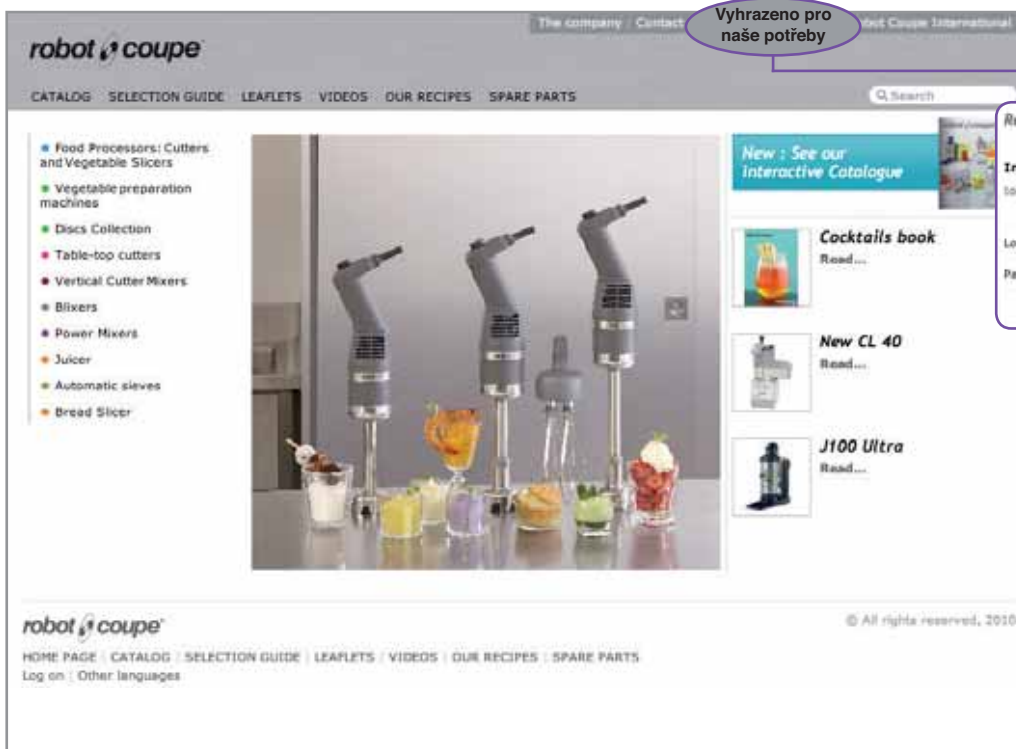 The company | Contact
Vyhrazeno pro
naše potřeby
Robot Coupe International
robot coupe
CATALOG SELECTION GUIDE LEAFLETS VIDEOS OUR RECIPES SPARE PARTS
Search
Food Processors: Cutters
and Vegetable Slicers
Vegetable preparation
machines
Discs Collection
Table-top cutters
Vertical Cutter Mixers
Blixers
Power Mixers
Juicer
Automatic sieves
Bread Slicer
New : See our
interactive Catalogue
Cocktails book
Read...
New CL 40
Read...
J100 Ultra
Read...
robot coupe
© All rights reserved, 2010
HOME PAGE | CATALOG | SELECTION GUIDE | LEAFLETS | VIDEOS | OUR RECIPES | SPARE PARTS
Log on | Other languages